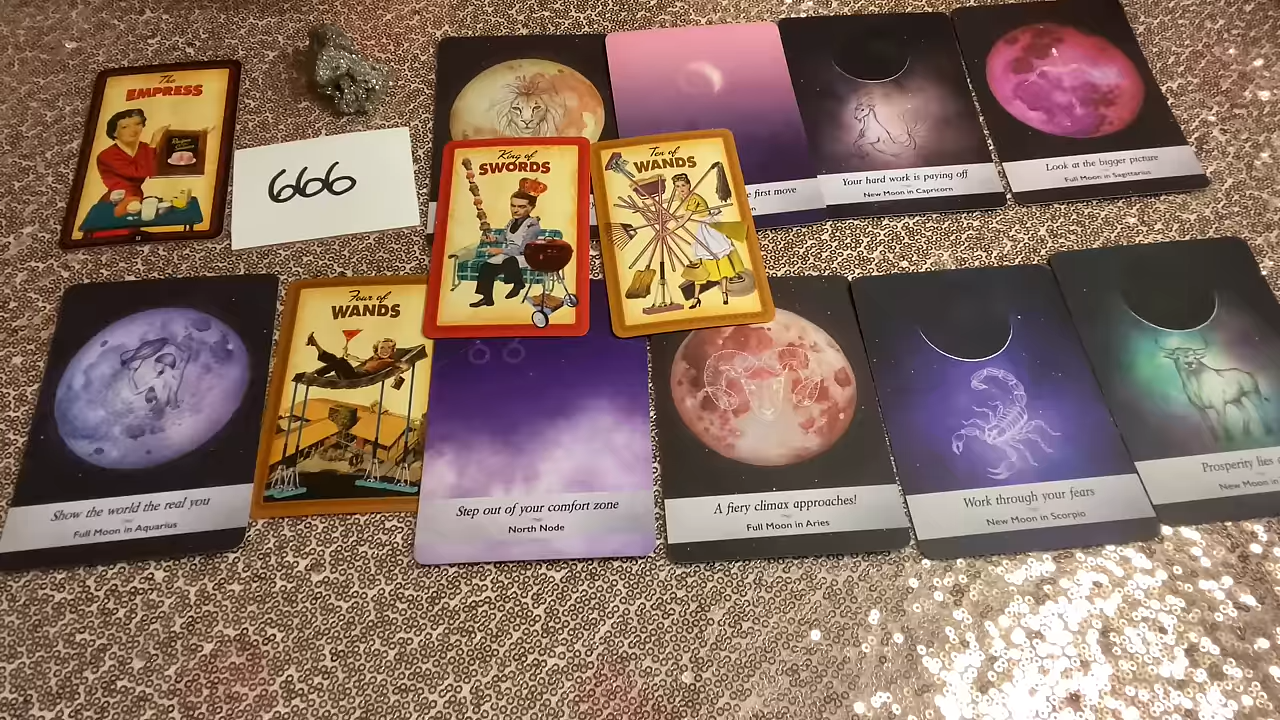 The
EMPRESS
II
666
King of
SWORDS
Ten of
WANDS
e first move
on
Your hard work is paying off
New Moon in Capricorn
Look at the bigger picture
Full Moon in Sagittarius
Show the world the real you
Full Moon in Aquarius
Four of
WANDS
Step out of your comfort zone
North Node
A fiery climax approaches!
Full Moon in Aries
Work through your fears
New Moon in Scorpio
Prosperity lies
New Moon in